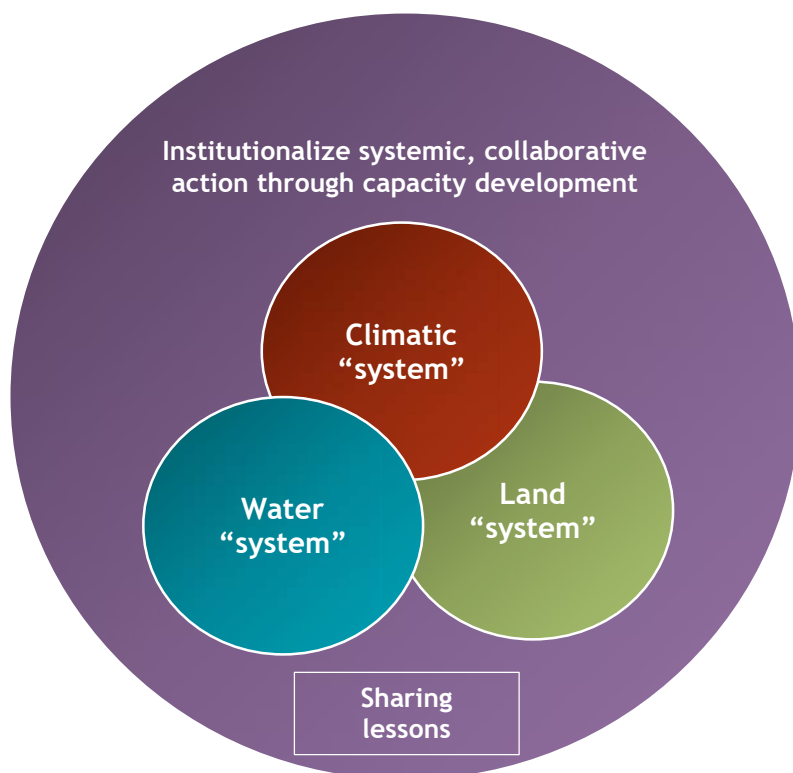 Institutionalize systemic, collaborative
action through capacity development
Climatic
“system”
Water
“system”
Land
“system”
Sharing
lessons